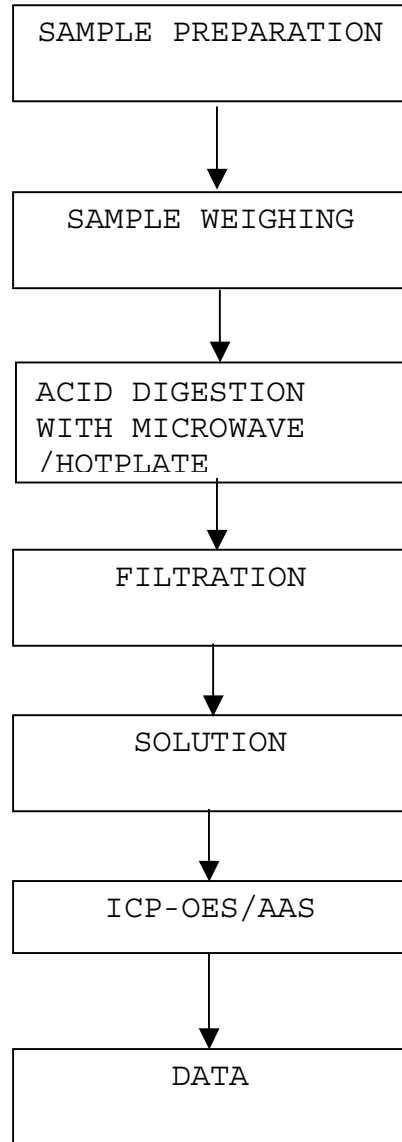 SAMPLE PREPARATION
SAMPLE WEIGHING
ACID DIGESTION
WITH MICROWAVE
/HOTPLATE
FILTRATION
SOLUTION
ICP-OES/AAS
DATA